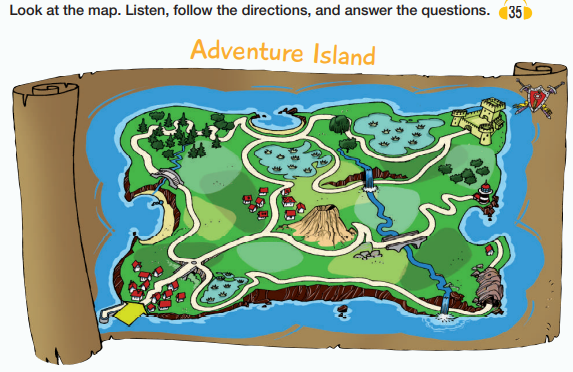 Look at the map. Listen, follow the directions, and answer the questions. 35
Adventure Island